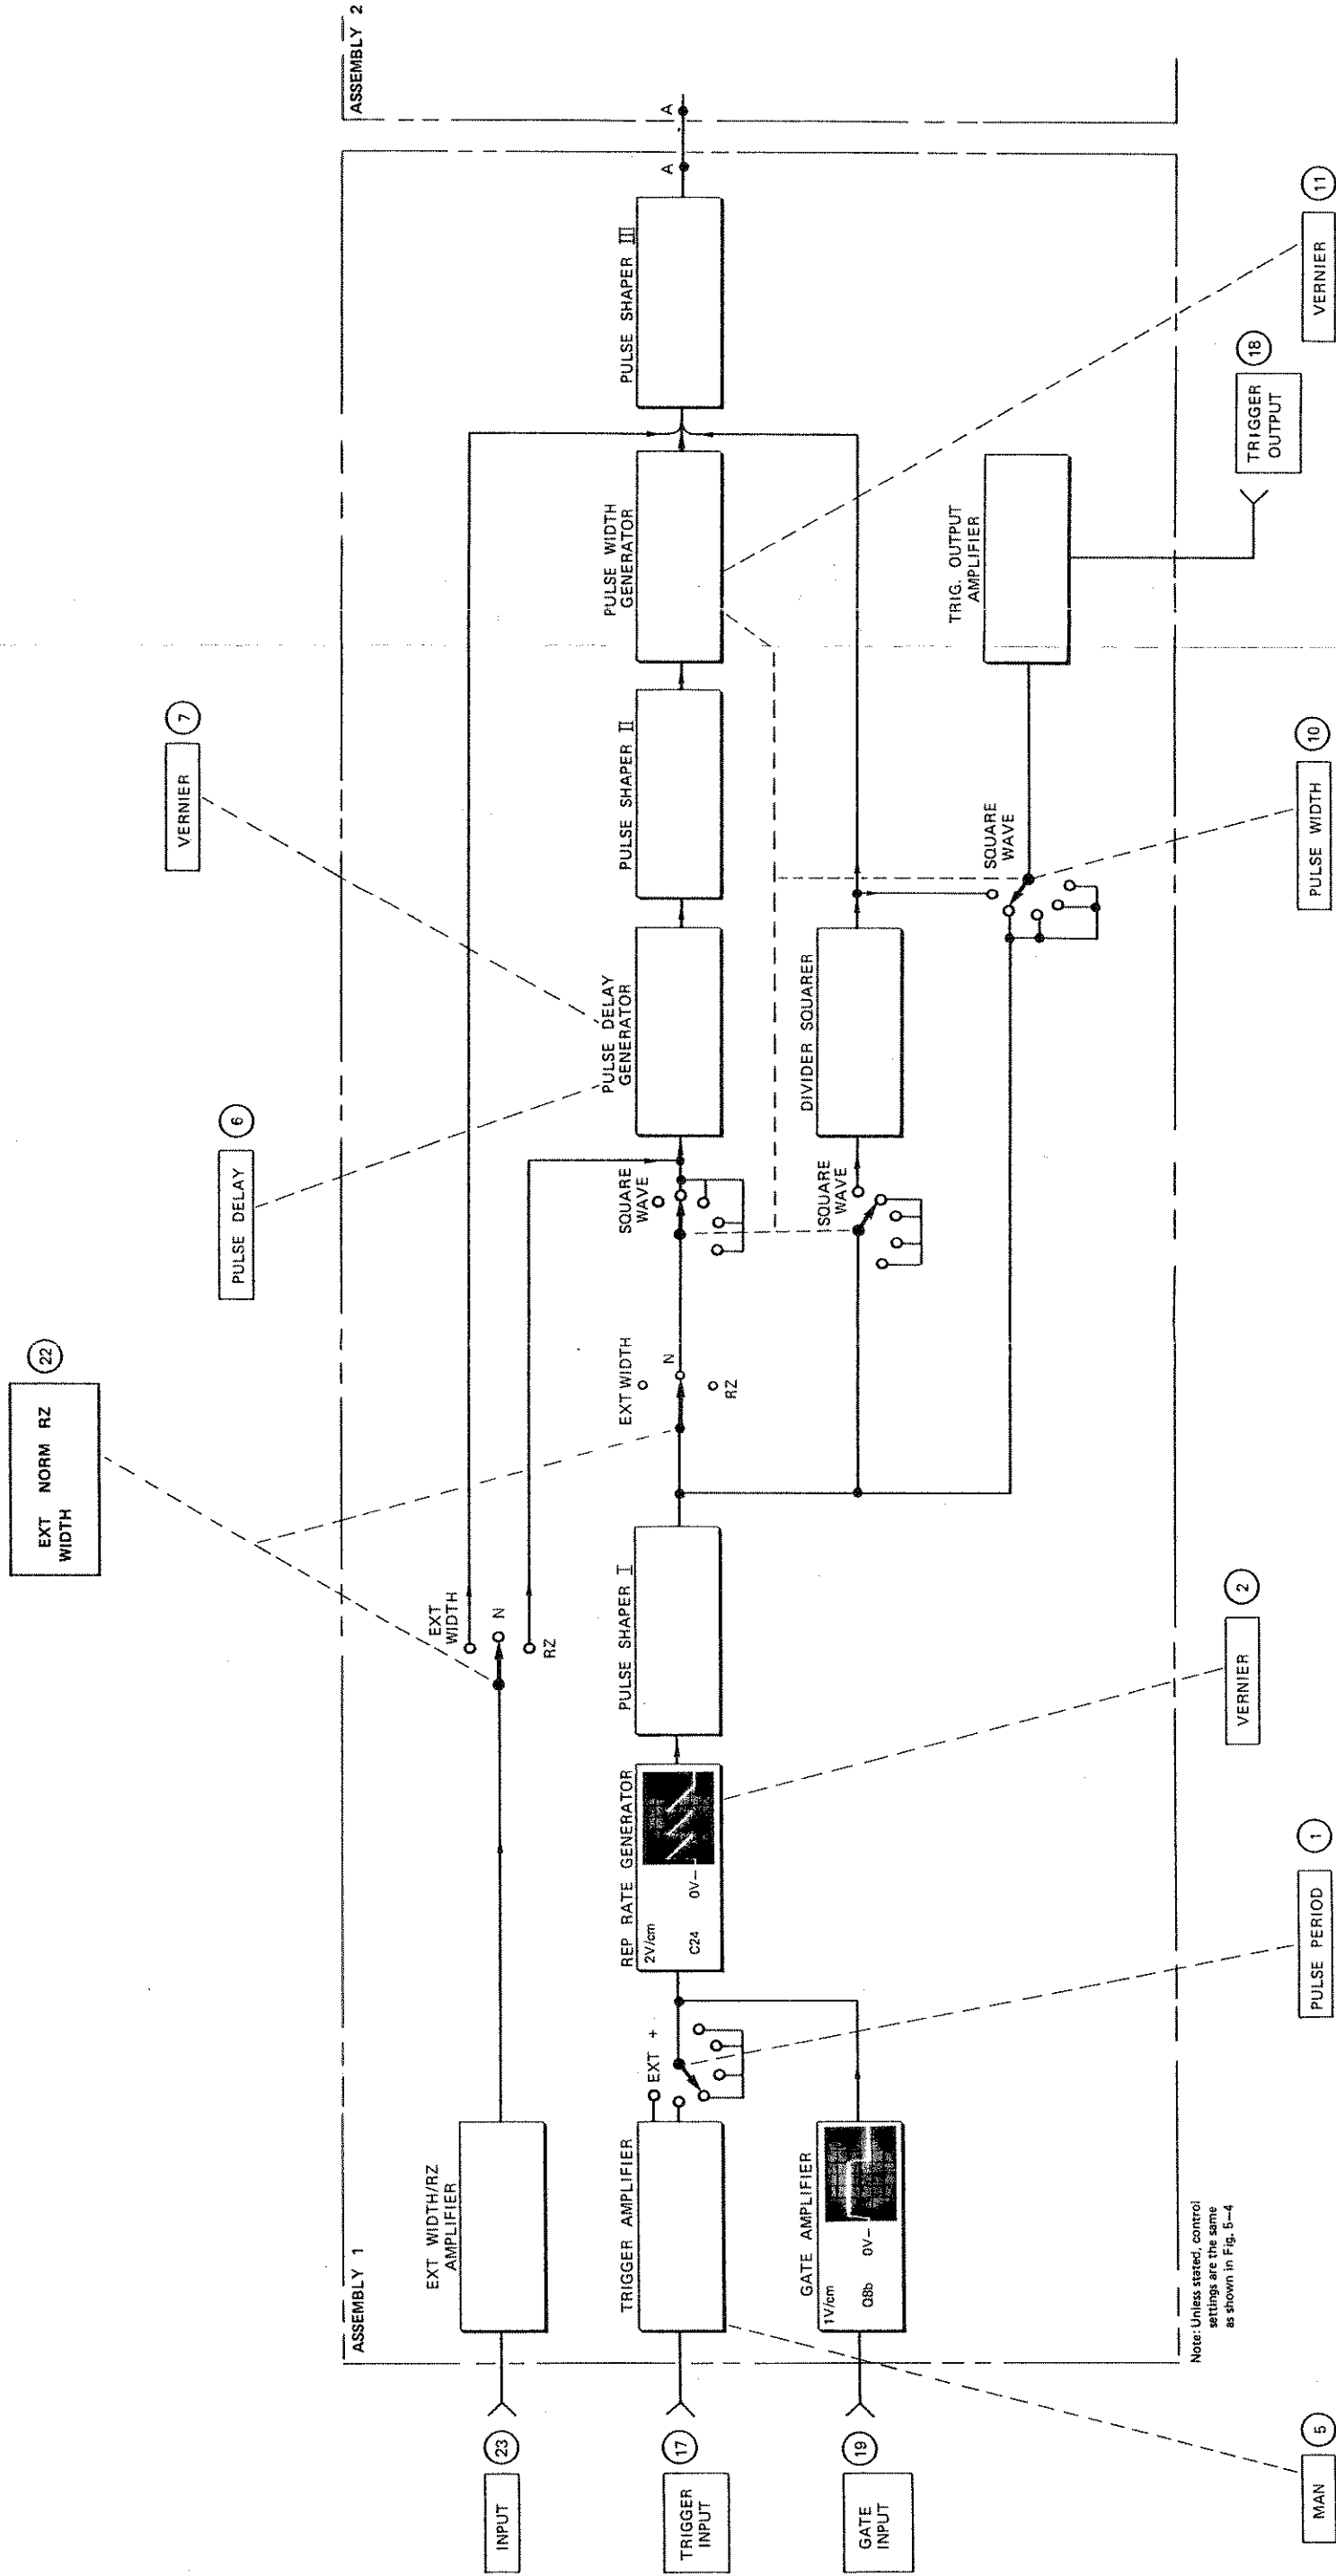 EXT NORM RZ
WIDTH
22
PULSE DELAY
6
VERNIER
7
ASSEMBLY 1
ASSEMBLY 2
INPUT
23
EXT WIDTH/RZ
AMPLIFIER
EXT
WIDTH
N
RZ
TRIGGER
INPUT
17
TRIGGER AMPLIFIER
EXT +
REP RATE GENERATOR
2V/cm
C24
0V–
PULSE SHAPER I
EXT WIDTH
N
RZ
SQUARE
WAVE
PULSE DELAY
GENERATOR
PULSE SHAPER II
PULSE WIDTH
GENERATOR
PULSE SHAPER III
A
A
GATE
INPUT
19
GATE AMPLIFIER
1V/cm
Q8b
0V–
SQUARE
WAVE
DIVIDER SQUARER
SQUARE
WAVE
TRIG. OUTPUT
AMPLIFIER
TRIGGER
OUTPUT
18
Note: Unless stated, control
settings are the same
as shown in Fig. 5–4
MAN
5
PULSE PERIOD
1
VERNIER
2
PULSE WIDTH
10
VERNIER
11